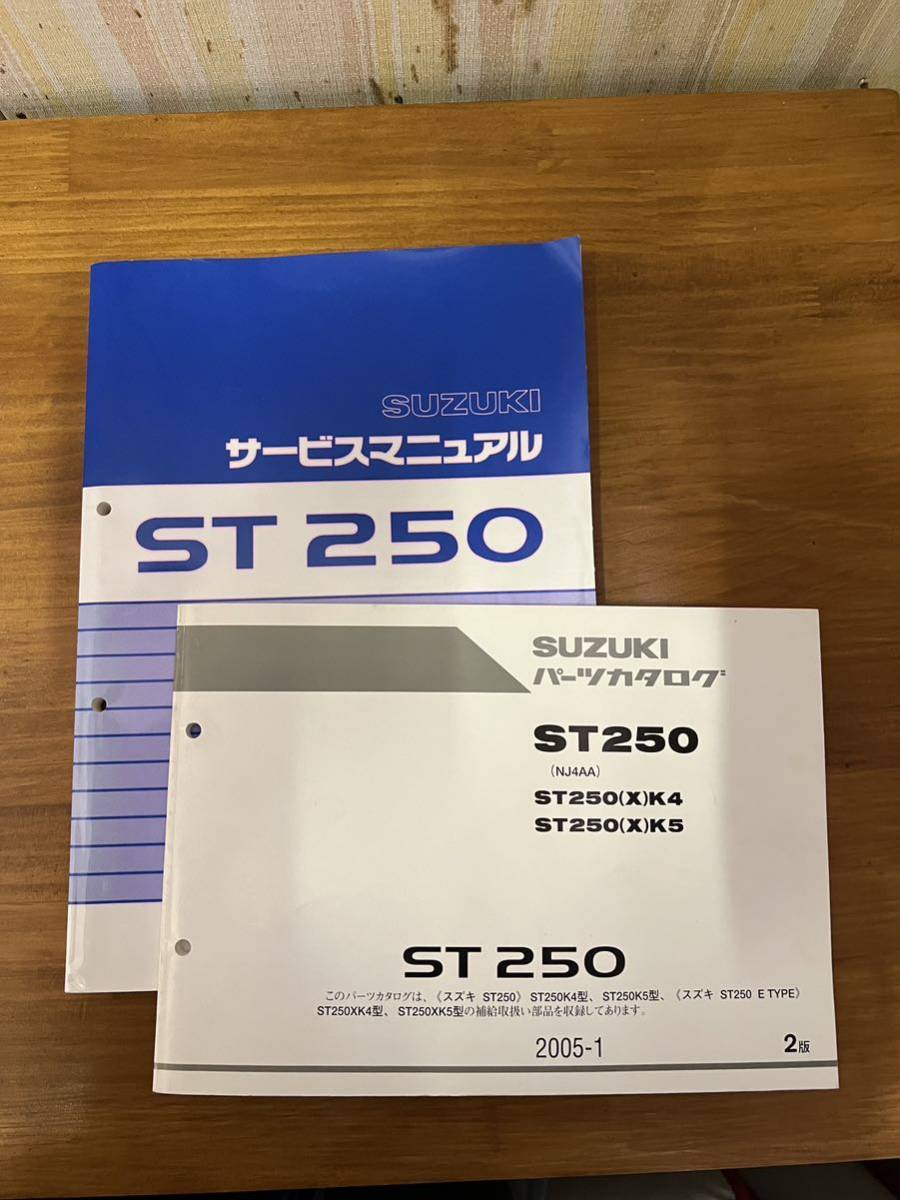 SUZUKI
サービスマニュアル
ST 250
SUZUKI
パーツカタログ
ST250
（NJ4AA）
ST250(X)K4
ST250(X)K5
ST 250
このパーツカタログは、《スズキ ST250》 ST250K4型、 ST250K5型、《スズキ ST250 E TYPE》
ST250XK4型、 ST250XK5型の補給取扱い部品を収録してあります。
2005-1
2版